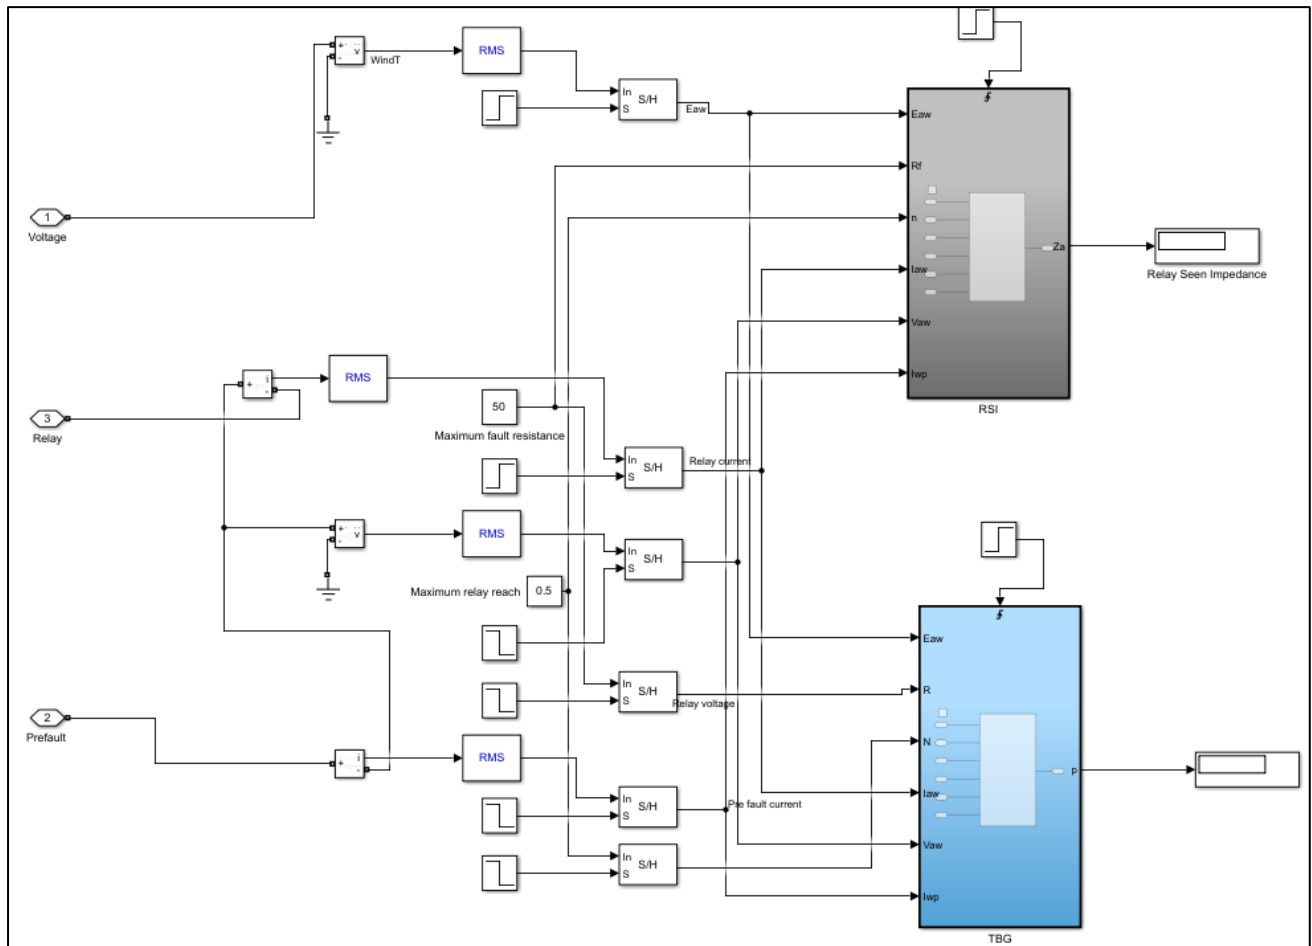 +
-
v
WindT
RMS
In
S
S/H
Eaw
1
Voltage
Eaw
Rf
n
Iaw
Vaw
Iwp
Za
RSI
Relay Seen Impedance
+
i
-
RMS
3
Relay
50
Maximum fault resistance
In
S
S/H
Relay current
+
-
v
RMS
In
S
S/H
Maximum relay reach
0.5
In
S
S/H
Relay voltage
2
Prefault
+
i
-
RMS
In
S
S/H
Pre fault current
In
S
S/H
Eaw
R
N
Iaw
Vaw
Iwp
p
TBG